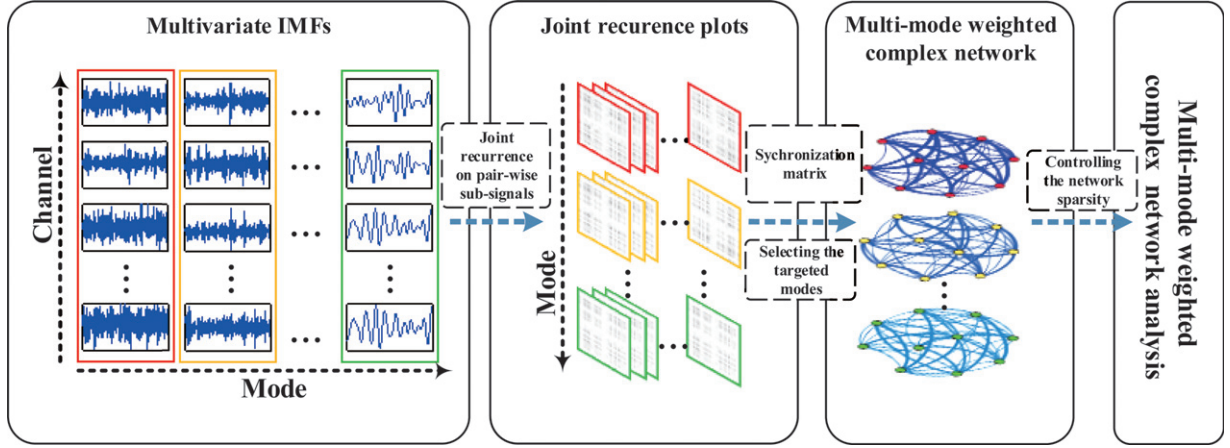 Multivariate IMFs
Channel
Mode
Joint
recurrence
on pair-wise
sub-signals
Joint recurence plots
Mode
Sychronization
matrix
Selecting the
targeted
modes
Multi-mode weighted
complex network
Controlling
the network
sparsity
Multi-mode weighted
complex network analysis